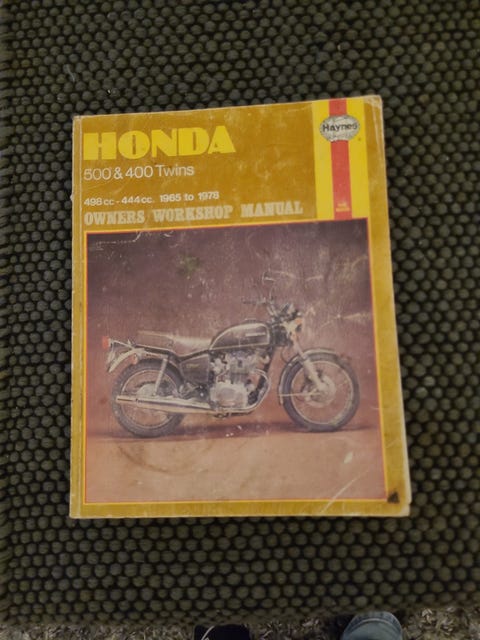 HONDA
500 & 400 Twins
498cc - 444cc. 1965 to 1978
OWNERS WORKSHOP MANUAL
Haynes